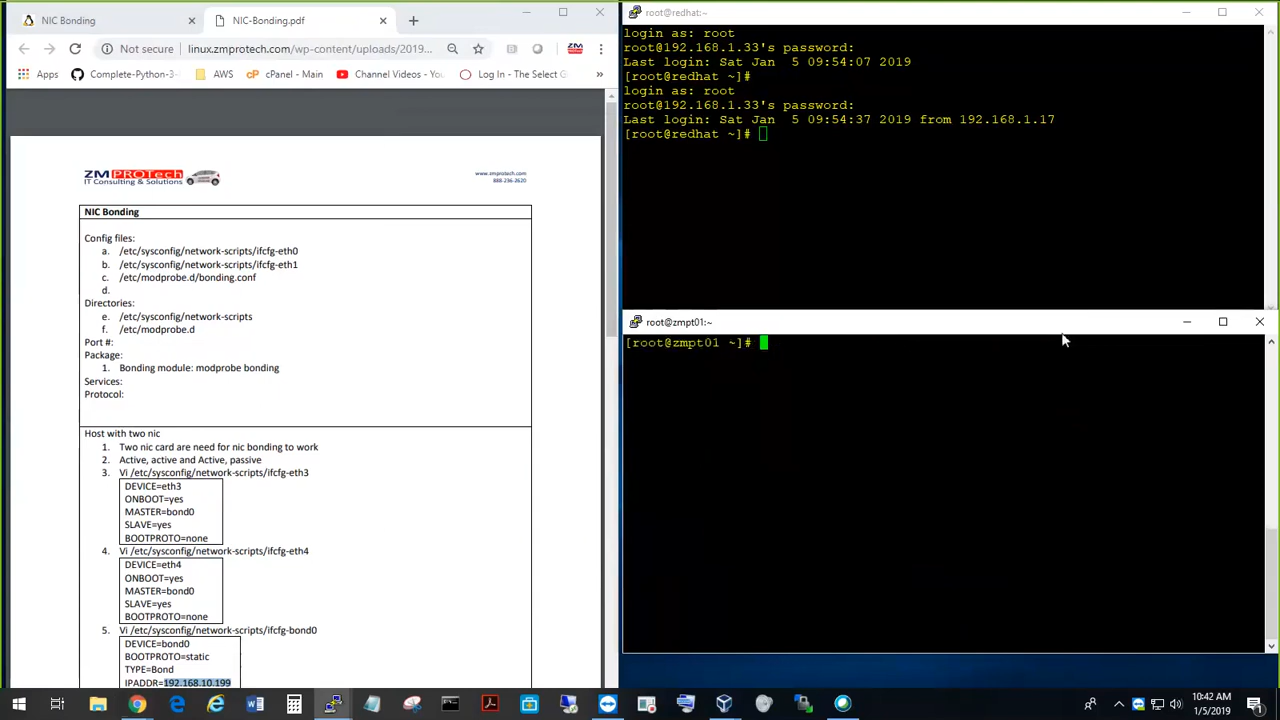 NIC Bonding
NIC-Bonding.pdf
Not secure
linux.zmprotech.com/wp-content/uploads/2019...
Apps
Complete-Python-3
AWS
cPanel - Main
Channel Videos - You
Log In - The Select G
»
ZMPROTech
IT Consulting & Solutions
www.zmprotech.com
888-236-2620
NIC Bonding
Config files:
a. /etc/sysconfig/network-scripts/ifcfg-eth0
b. /etc/sysconfig/network-scripts/ifcfg-eth1
c. /etc/modprobe.d/bonding.conf
d.
Directories:
e. /etc/sysconfig/network-scripts
f. /etc/modprobe.d
Port #:
Package:
1. Bonding module: modprobe bonding
Services:
Protocol:
Host with two nic
1. Two nic card are need for nic bonding to work
2. Active, active and Active, passive
3. Vi /etc/sysconfig/network-scripts/ifcfg-eth3
DEVICE=eth3
ONBOOT=yes
MASTER=bond0
SLAVE=yes
BOOTPROTO=none
4. Vi /etc/sysconfig/network-scripts/ifcfg-eth4
DEVICE=eth4
ONBOOT=yes
MASTER=bond0
SLAVE=yes
BOOTPROTO=none
5. Vi /etc/sysconfig/network-scripts/ifcfg-bond0
DEVICE=bond0
BOOTPROTO=static
TYPE=Bond
IPADDR=192.168.10.199
root@redhat:~
login as: root
root@192.168.1.33's password:
Last login: Sat Jan  5 09:54:07 2019
[root@redhat ~]#
login as: root
root@192.168.1.33's password:
Last login: Sat Jan  5 09:54:37 2019 from 192.168.1.17
[root@redhat ~]#
root@zmpt01:~
[root@zmpt01 ~]#
10:42 AM
1/5/2019